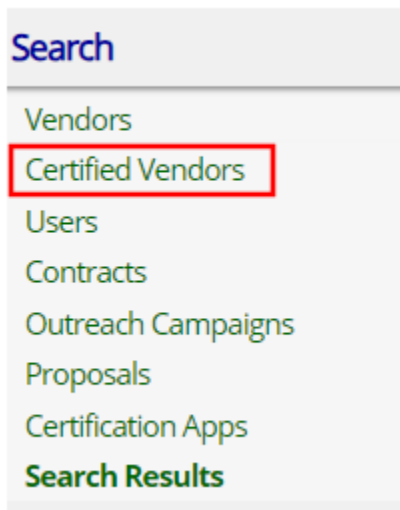 Search
Vendors
Certified Vendors
Users
Contracts
Outreach Campaigns
Proposals
Certification Apps
Search Results